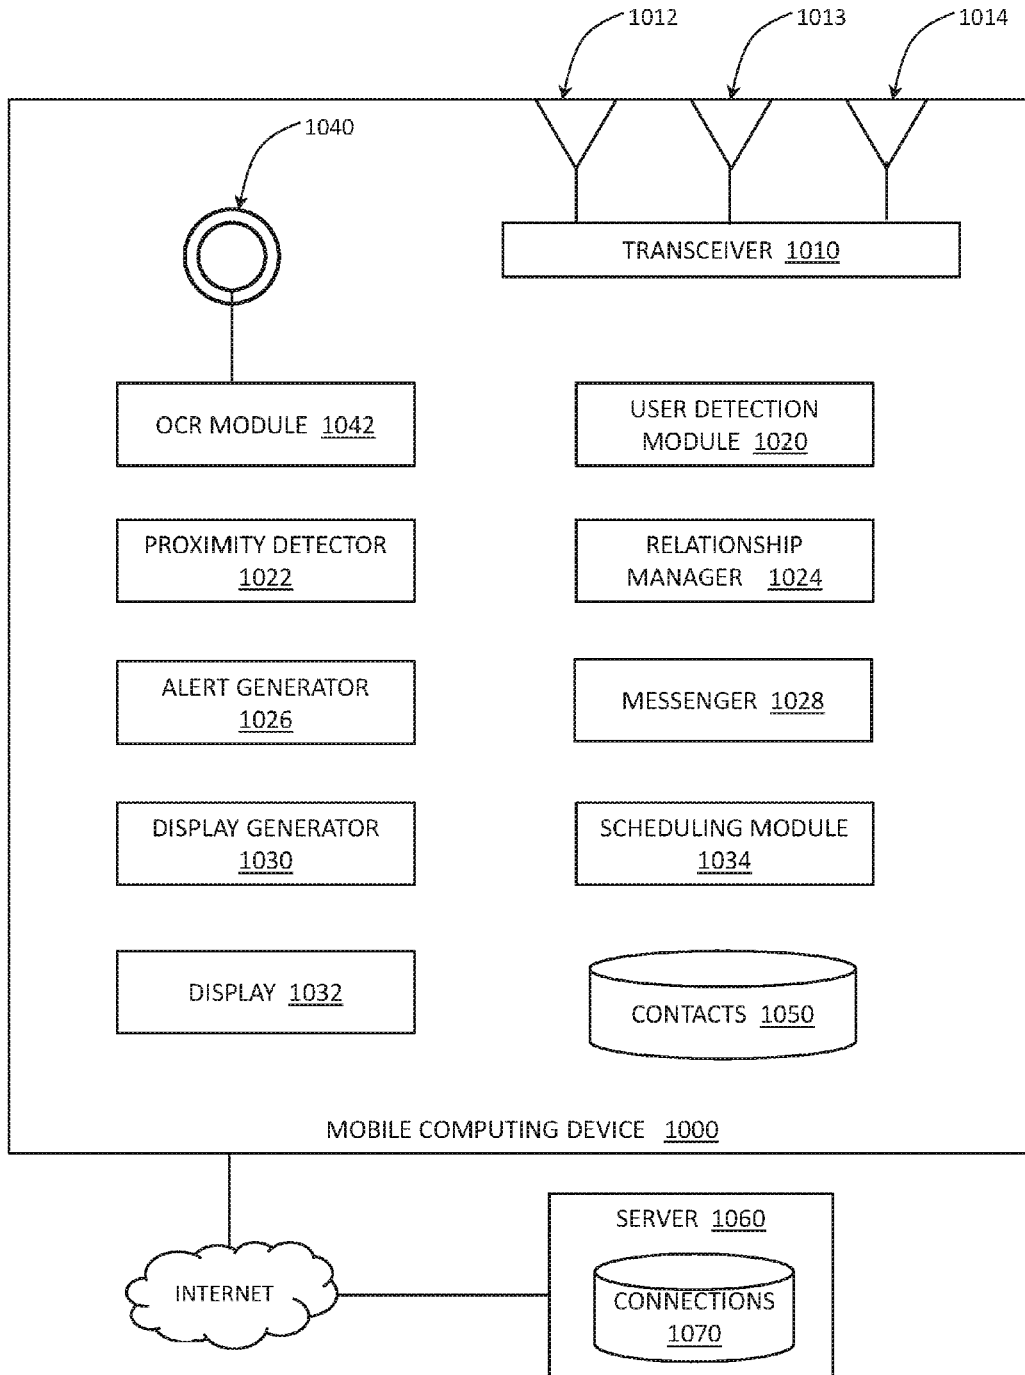 1012
1013
1014
1040
TRANSCEIVER 1010
OCR MODULE 1042
USER DETECTION
MODULE 1020
PROXIMITY DETECTOR
1022
RELATIONSHIP
MANAGER 1024
ALERT GENERATOR
1026
MESSENGER 1028
DISPLAY GENERATOR
1030
SCHEDULING MODULE
1034
DISPLAY 1032
CONTACTS 1050
MOBILE COMPUTING DEVICE 1000
SERVER 1060
INTERNET
CONNECTIONS
1070